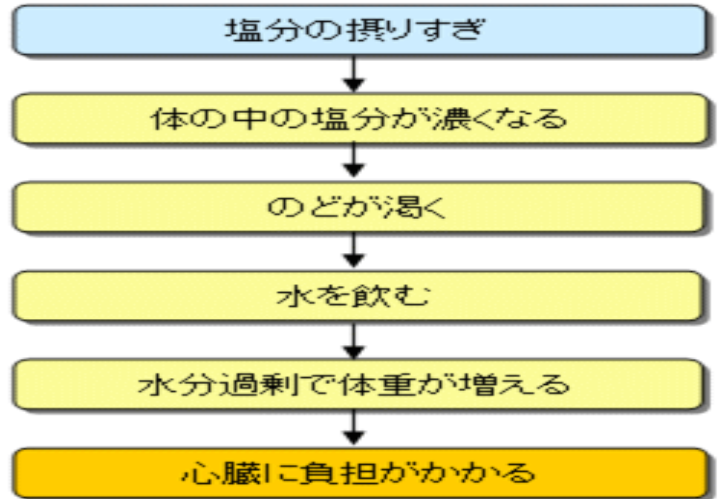 塩分の摂りすぎ
体の中の塩分が濃くなる
のどが渇く
水を飲む
水分過剰で体重が増える
心臓に負担がかかる